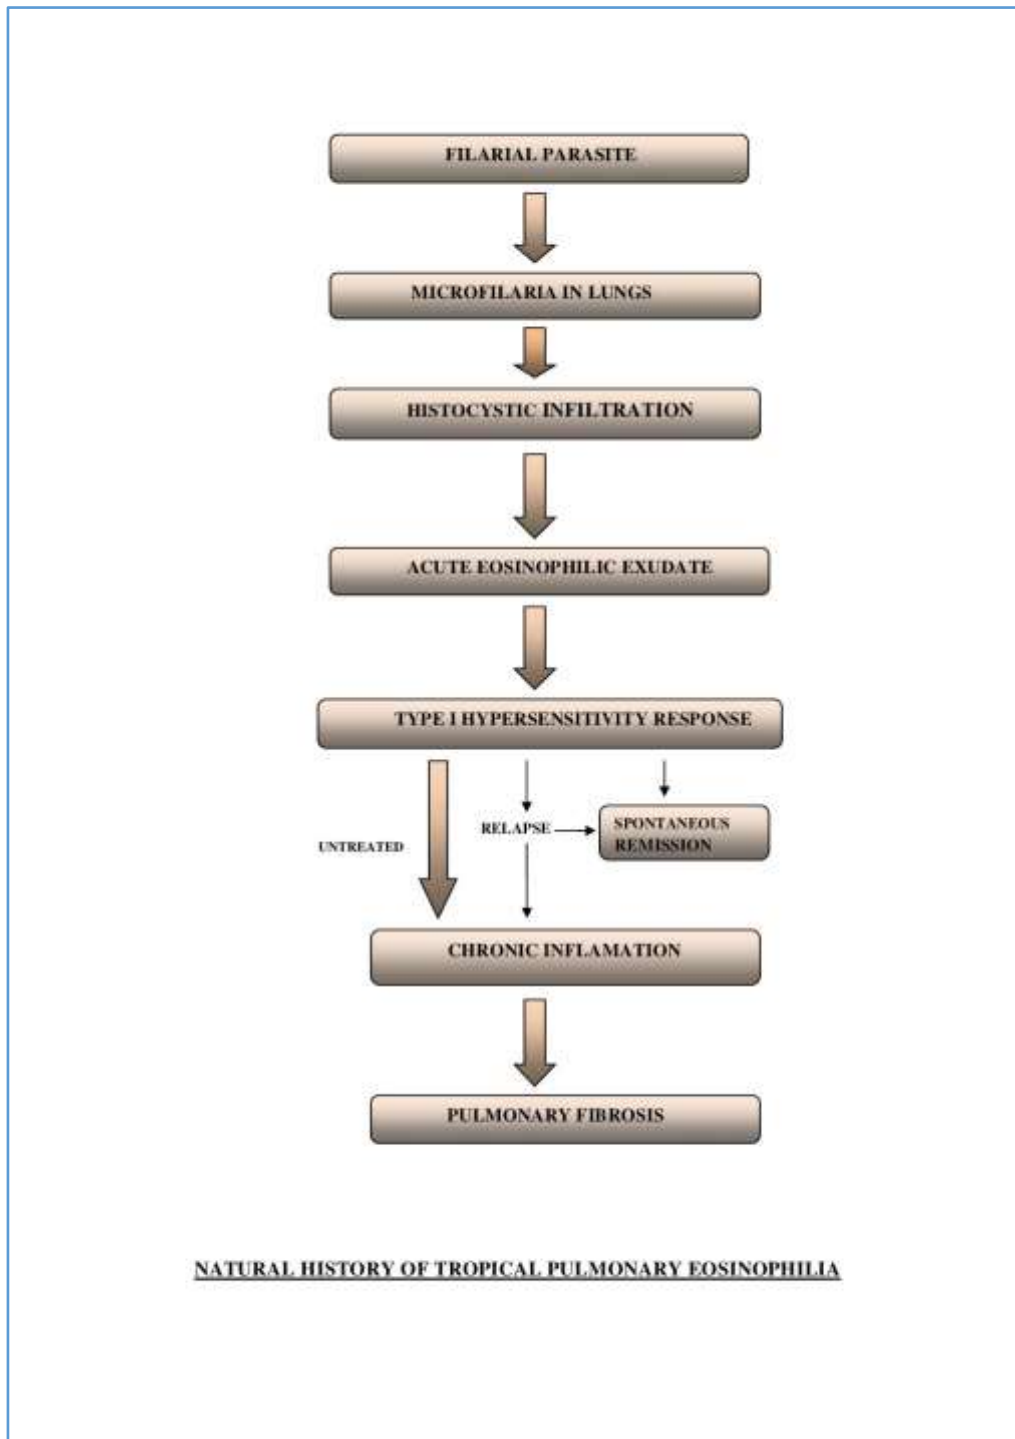 FILARIAL PARASITE
MICROFILARIA IN LUNGS
HISTOCYSTIC INFILTRATION
ACUTE EOSINOPHILIC EXUDATE
TYPE I HYPERSENSITIVITY RESPONSE
UNTREATED
RELAPSE
SPONTANEOUS
REMISSION
CHRONIC INFLAMATION
PULMONARY FIBROSIS
NATURAL HISTORY OF TROPICAL PULMONARY EOSINOPHILIA